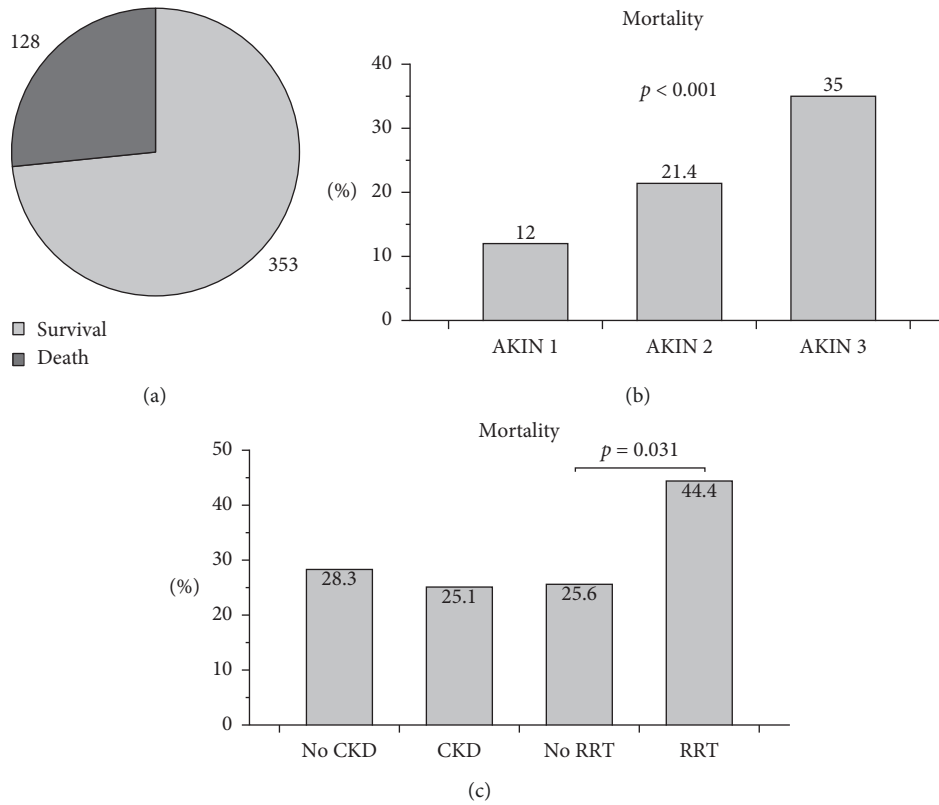 128
353
Survival
Death
(a)
Mortality
40
30
20
10
0
(%)
p < 0.001
12
21.4
35
AKIN 1 AKIN 2 AKIN 3
(b)
Mortality
50
40
30
20
10
0
(%)
p = 0.031
28.3
25.1
25.6
44.4
No CKD CKD No RRT RRT
(c)